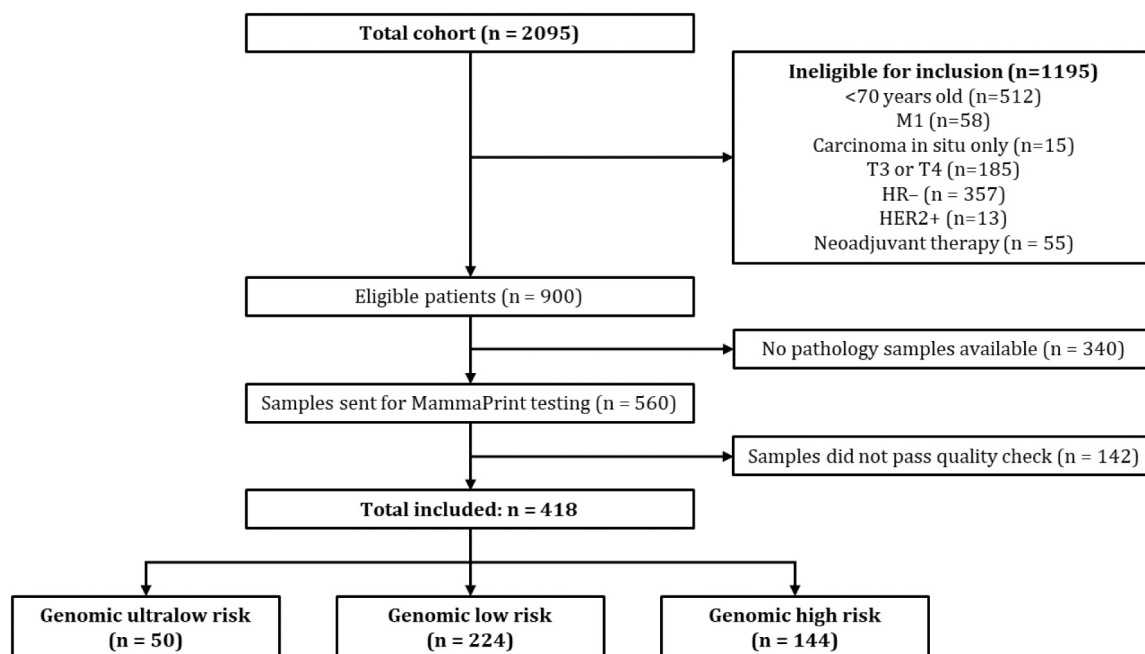 Total cohort (n = 2095)
Ineligible for inclusion (n=1195)
<70 years old (n=512)
M1 (n=58)
Carcinoma in situ only (n=15)
T3 or T4 (n=185)
HR– (n = 357)
HER2+ (n=13)
Neoadjuvant therapy (n = 55)
Eligible patients (n = 900)
No pathology samples available (n = 340)
Samples sent for MammaPrint testing (n = 560)
Samples did not pass quality check (n = 142)
Total included: n = 418
Genomic ultralow risk
(n = 50)
Genomic low risk
(n = 224)
Genomic high risk
(n = 144)